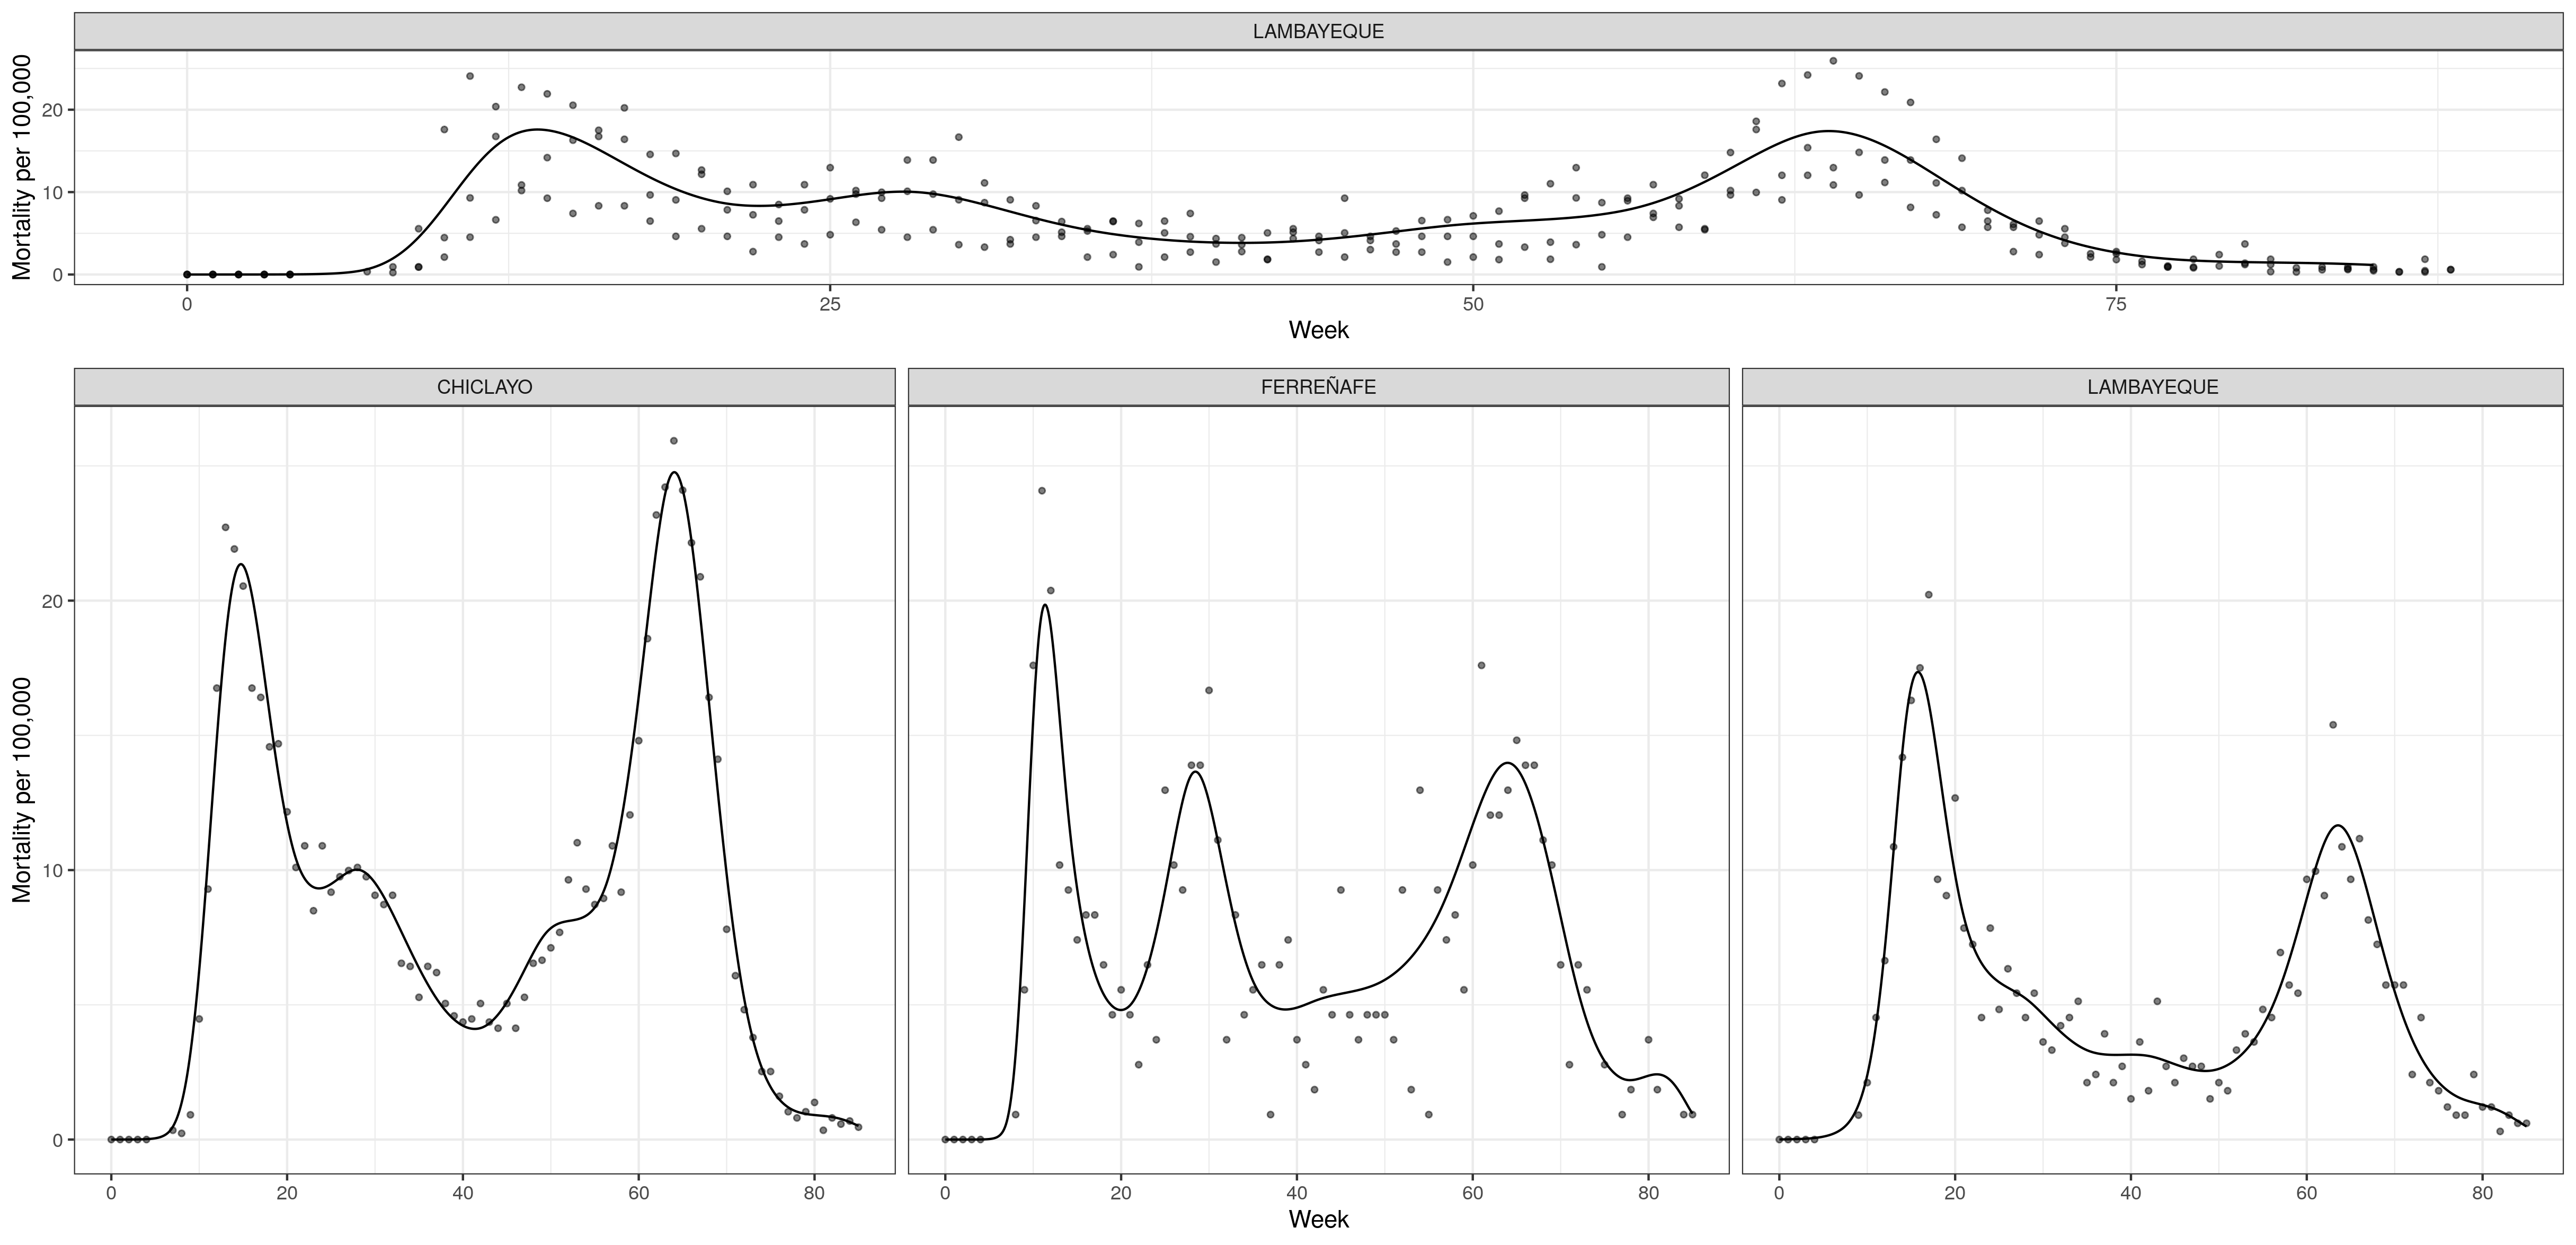 LAMBAYEQUE
Mortality per 100,000
20
10
0
0 25 50 75
Week
CHICLAYO FERREÑAFE LAMBAYEQUE
Mortality per 100,000
20
10
0
0 20 40 60 80 0 20 40 60 80 0 20 40 60 80
Week